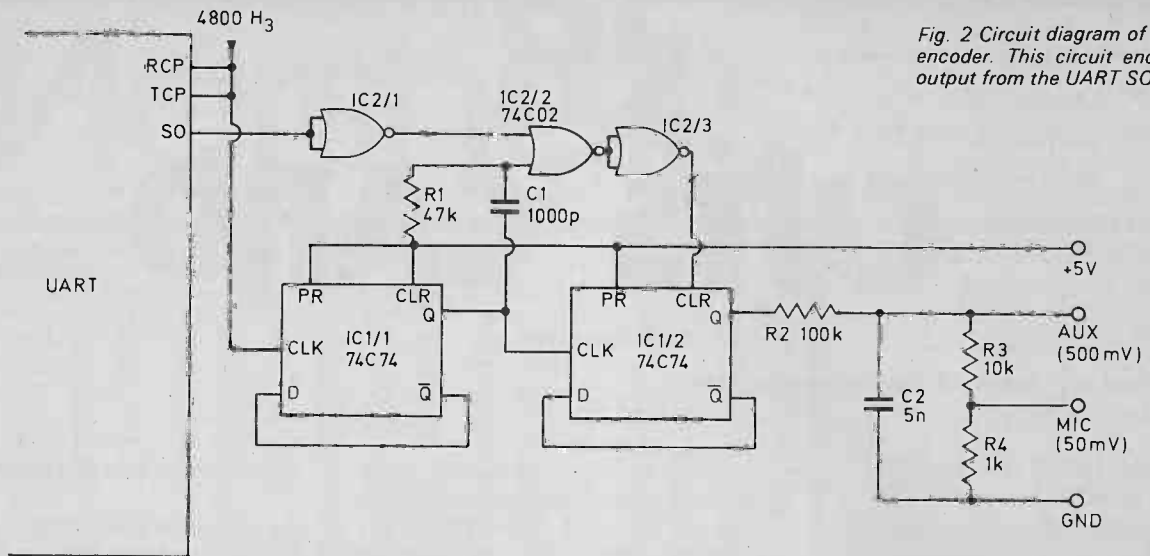 4800 H3
Fig. 2 Circuit diagram of
encoder. This circuit enc
output from the UART SO
RCP
TCP
SO
IC2/1
IC2/2
74C02
IC2/3
R1
47k
C1
1000p
UART
+5V
PR
CLR
Q
IC1/1
74C74
CLK
D
Q
PR
CLR
Q
IC1/2
74C74
CLK
D
Q
R2 100k
AUX
(500mV)
R3
10k
C2
5n
MIC
(50mV)
R4
1k
GND